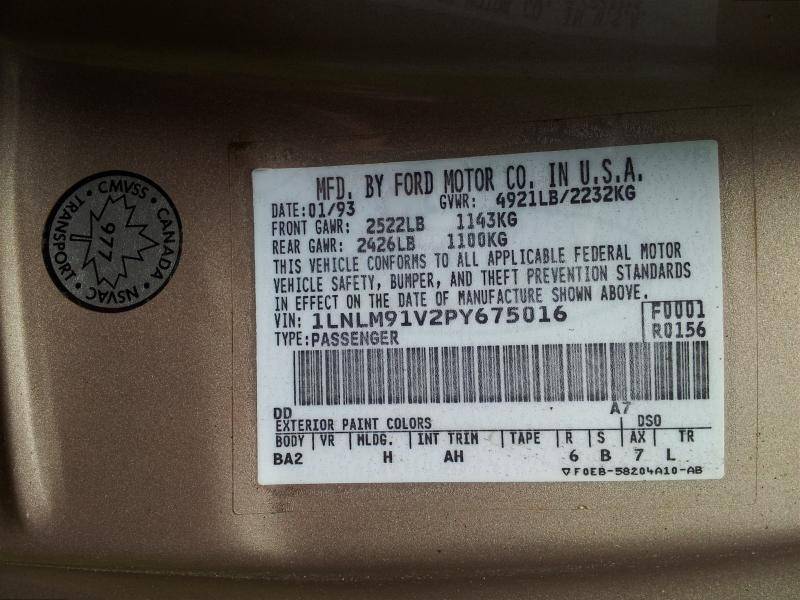 CMVSS • CANADA • NSVAC • TRANSPORT •
977
MFD. BY FORD MOTOR CO. IN U.S.A.
DATE: 01/93 GVWR: 4921LB/2232KG
FRONT GAWR: 2522LB 1143KG
REAR GAWR: 2426LB 1100KG
THIS VEHICLE CONFORMS TO ALL APPLICABLE FEDERAL MOTOR
VEHICLE SAFETY, BUMPER, AND THEFT PREVENTION STANDARDS
IN EFFECT ON THE DATE OF MANUFACTURE SHOWN ABOVE.
VIN: 1LNLM91V2PY675016 F0001
TYPE: PASSENGER R0156
DD A7
EXTERIOR PAINT COLORS DSO
BODY VR MLDG. INT TRIM TAPE R S AX TR
BA2 H AH 6 B 7 L
▽ F0EB-58204A10-AB